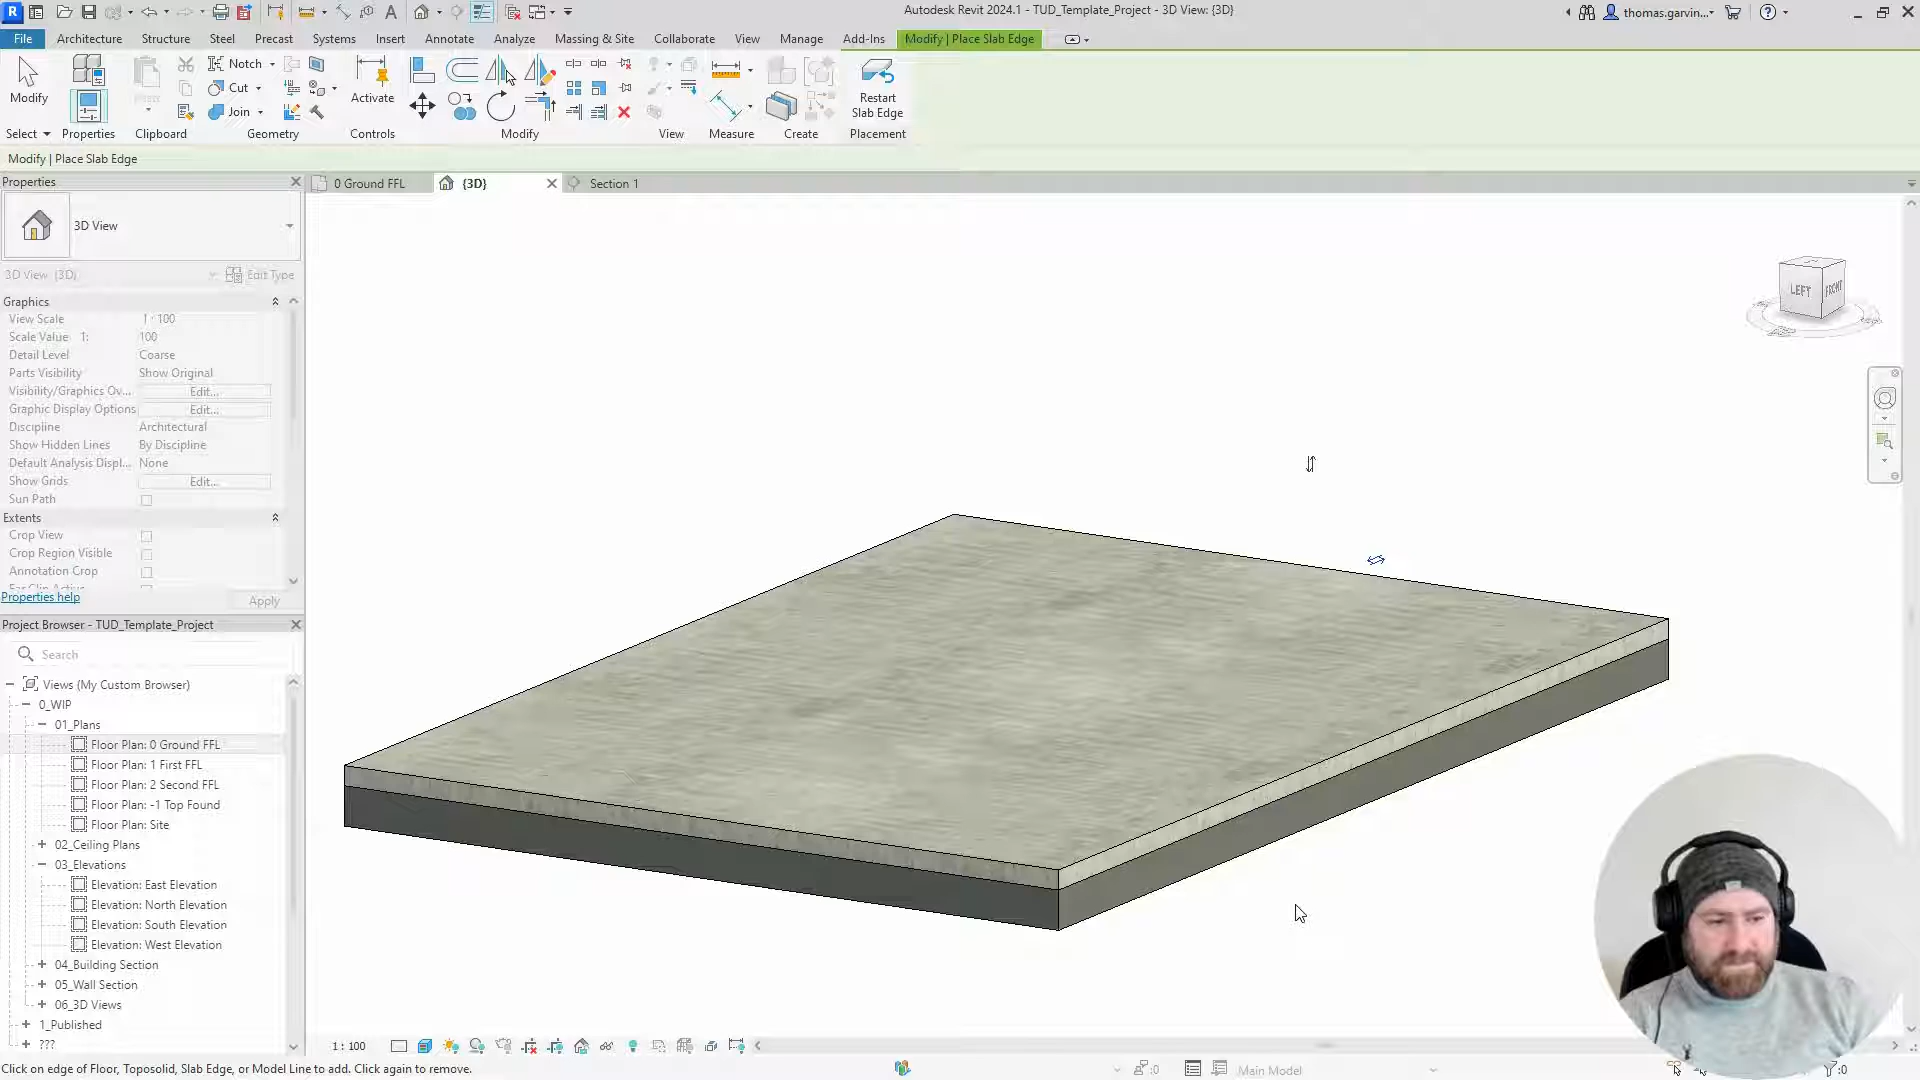 Autodesk Revit 2024.1 - TUD_Template_Project - 3D View: {3D}
thomas.garvin...
File Architecture Structure Steel Precast Systems Insert Annotate Analyze Massing & Site Collaborate View Manage Add-Ins Modify | Place Slab Edge
Modify
Paste
Notch
Cut
Join
Activate
Restart
Slab Edge
Select Properties Clipboard Geometry Controls Modify View Measure Create Placement
Modify | Place Slab Edge
Properties
0 Ground FFL
{3D}
Section 1
3D View
3D View: {3D}
Edit Type
Graphics
View Scale 1 : 100
Scale Value 1: 100
Detail Level Coarse
Parts Visibility Show Original
Visibility/Graphics Ov... Edit...
Graphic Display Options Edit...
Discipline Architectural
Show Hidden Lines By Discipline
Default Analysis Displ... None
Show Grids Edit...
Sun Path
Extents
Crop View
Crop Region Visible
Annotation Crop
Far Clip Active
Properties help
Apply
LEFT
FRONT
Project Browser - TUD_Template_Project
Search
Views (My Custom Browser)
0_WIP
01_Plans
Floor Plan: 0 Ground FFL
Floor Plan: 1 First FFL
Floor Plan: 2 Second FFL
Floor Plan: -1 Top Found
Floor Plan: Site
02_Ceiling Plans
03_Elevations
Elevation: East Elevation
Elevation: North Elevation
Elevation: South Elevation
Elevation: West Elevation
04_Building Section
05_Wall Section
06_3D Views
1_Published
???
1 : 100
Click on edge of Floor, Toposolid, Slab Edge, or Model Line to add. Click again to remove.
:0
Main Model
:0